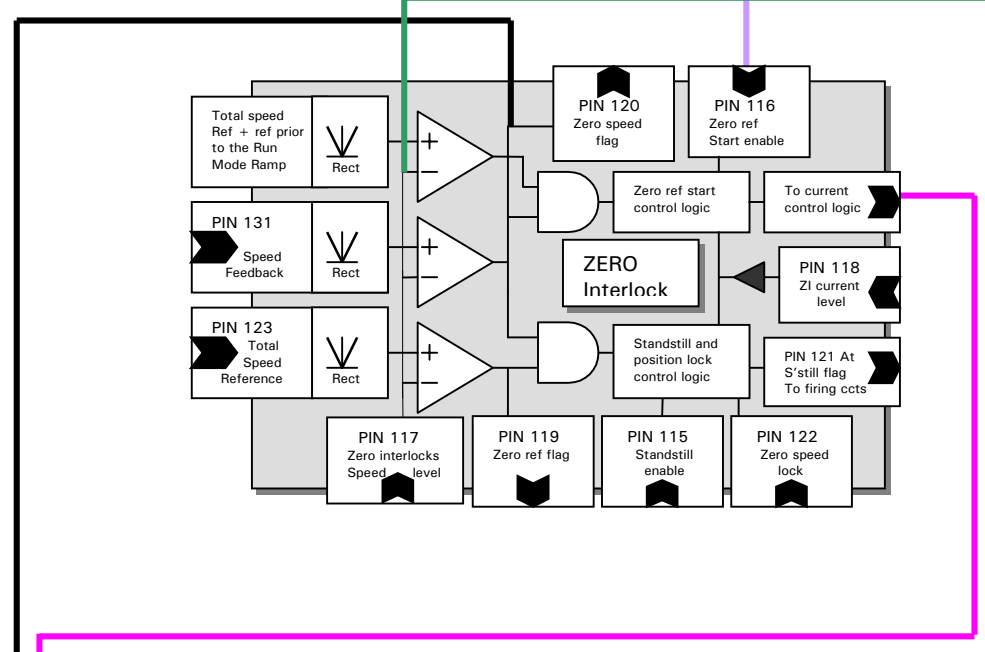 Total speed
Ref + ref prior
to the Run
Mode Ramp
Rect
+
−
PIN 120
Zero speed
flag
PIN 116
Zero ref
Start enable
Zero ref start
control logic
To current
control logic
PIN 131
Speed
Feedback
Rect
+
−
ZERO
Interlock
PIN 118
ZI current
level
PIN 123
Total
Speed
Reference
Rect
+
−
Standstill and
position lock
control logic
PIN 121 At
S'still flag
To firing ccts
PIN 117
Zero interlocks
Speed level
PIN 119
Zero ref flag
PIN 115
Standstill
enable
PIN 122
Zero speed
lock